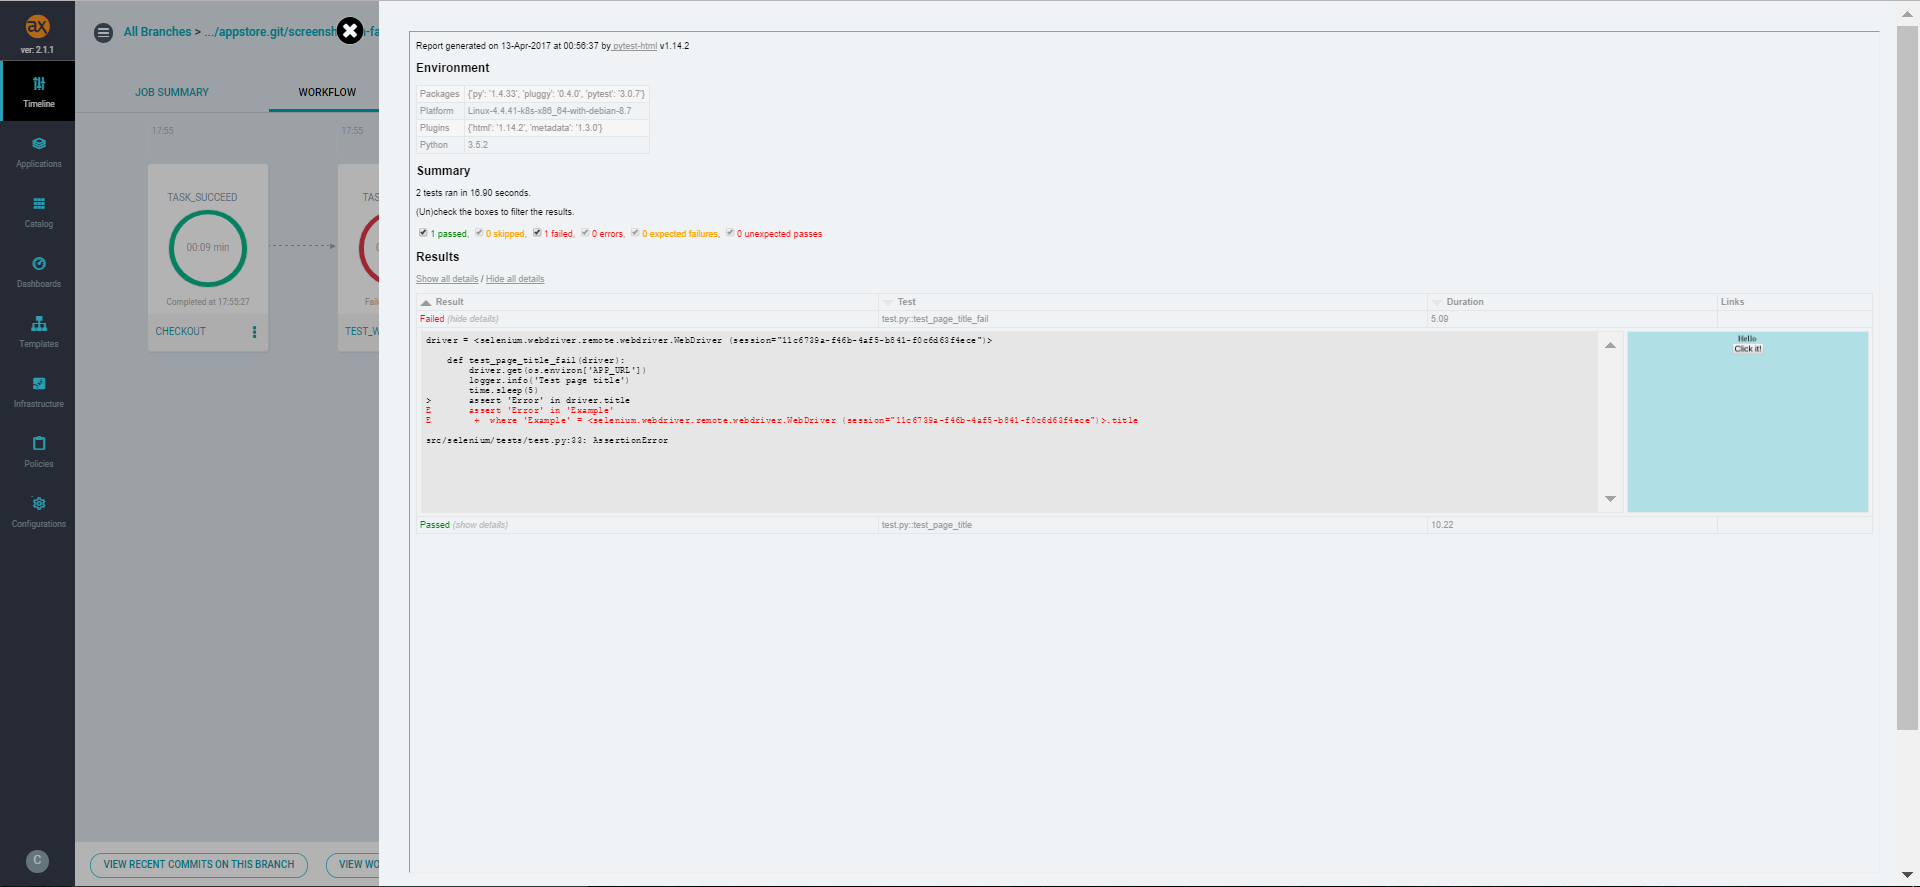 ax
ver: 2.1.1
Timeline
Applications
Catalog
Dashboards
Templates
Infrastructure
Policies
Configurations
C
All Branches > .../appstore.git/screensh
-fa
JOB SUMMARY
WORKFLOW
17:55
17:55
TASK_SUCCEED
00:09 min
Completed at 17:55:27
CHECKOUT
TAS
Fail
TEST_W
VIEW RECENT COMMITS ON THIS BRANCH
VIEW WO
Report generated on 13-Apr-2017 at 00:56:37 by pytest-html v1.14.2
Environment
Packages {'py': '1.4.33', 'pluggy': '0.4.0', 'pytest': '3.0.7'}
Platform Linux-4.4.41-k8s-x86_64-with-debian-8.7
Plugins {'html': '1.14.2', 'metadata': '1.3.0'}
Python 3.5.2
Summary
2 tests ran in 16.90 seconds.
(Un)check the boxes to filter the results.
1 passed, 0 skipped, 1 failed, 0 errors, 0 expected failures, 0 unexpected passes
Results
Show all details / Hide all details
Result Test Duration Links
Failed (hide details) test.py::test_page_title_fail 5.09
driver = <selenium.webdriver.remote.webdriver.WebDriver (session="11c6739a-f46b-4af5-b841-f0c6d63f4ece")>
def test_page_title_fail(driver):
driver.get(os.environ['APP_URL'])
logger.info('Test page title')
time.sleep(5)
> assert 'Error' in driver.title
E assert 'Error' in 'Example'
E + where 'Example' = <selenium.webdriver.remote.webdriver.WebDriver (session="11c6739a-f46b-4af5-b841-f0c6d63f4ece")>.title
src/selenium/tests/test.py:33: AssertionError
Hello
Click it!
Passed (show details) test.py::test_page_title 10.22